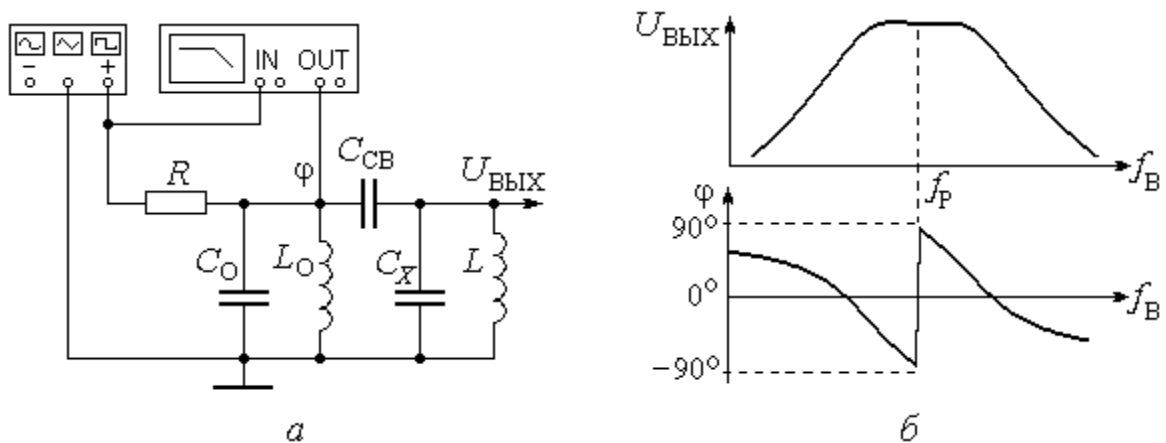 − +
IN OUT
R
φ
C_СВ
U_ВЫХ
C_О
L_О
C_X
L
а
U_ВЫХ
f_В
f_Р
φ
90°
0°
f_В
−90°
б